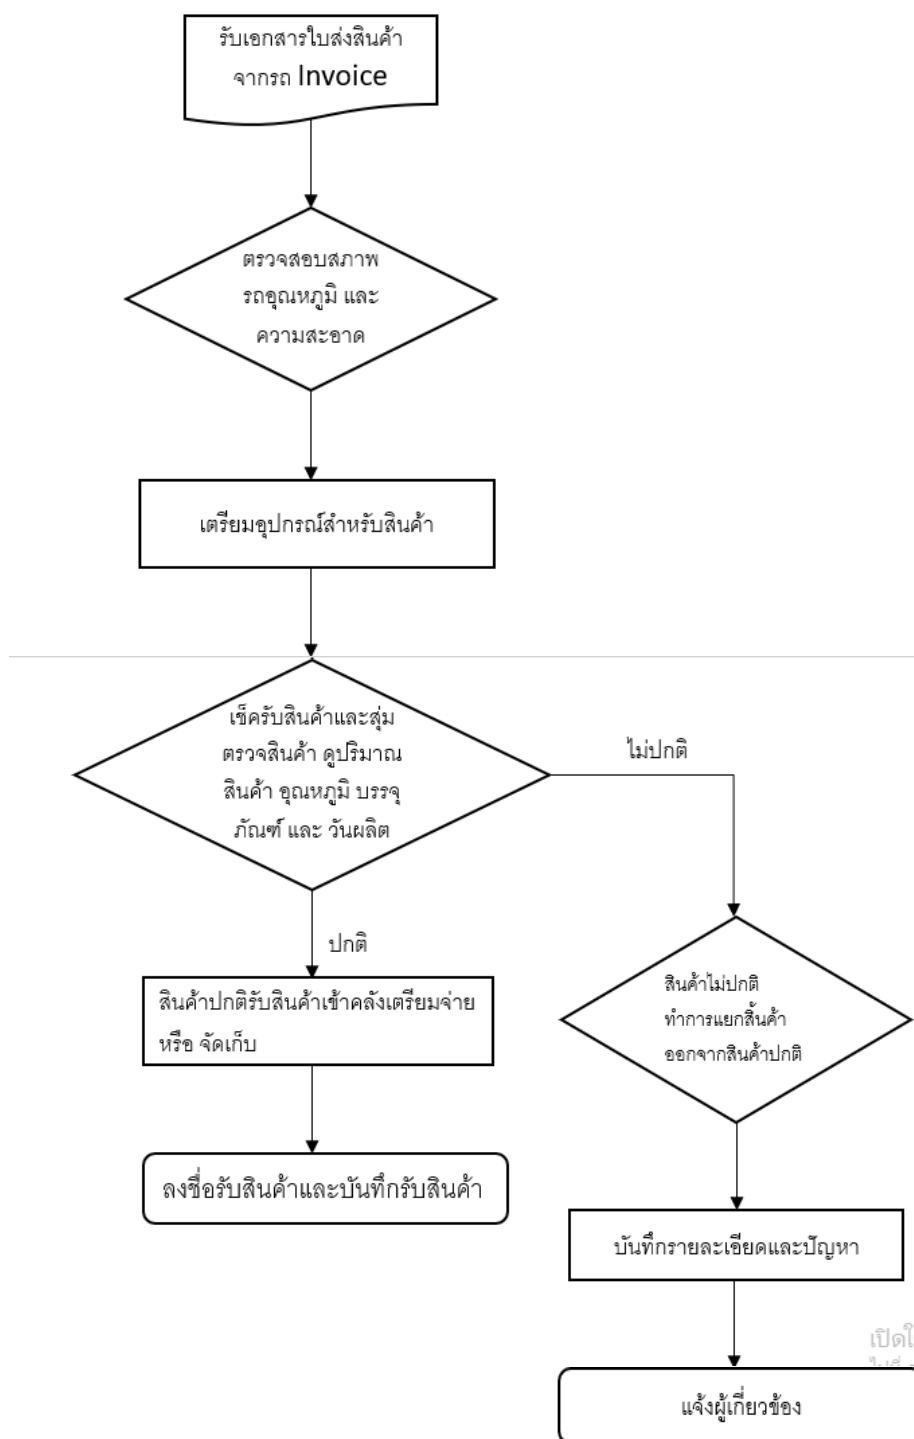 รับเอกสารใบส่งสินค้า
จากรถ Invoice
ตรวจสอบสภาพ
รถอุณหภูมิ และ
ความสะอาด
เตรียมอุปกรณ์สำหรับสินค้า
เช็ครับสินค้าและสุ่ม
ตรวจสินค้า ดูปริมาณ
สินค้า อุณหภูมิ บรรจุ
ภัณฑ์ และ วันผลิต
ไม่ปกติ
ปกติ
สินค้าปกติรับสินค้าเข้าคลังเตรียมจ่าย
หรือ จัดเก็บ
สินค้าไม่ปกติ
ทำการแยกสิ้นค้า
ออกจากสินค้าปกติ
ลงชื่อรับสินค้าและบันทึกรับสินค้า
บันทึกรายละเอียดและปัญหา
แจ้งผู้เกี่ยวข้อง